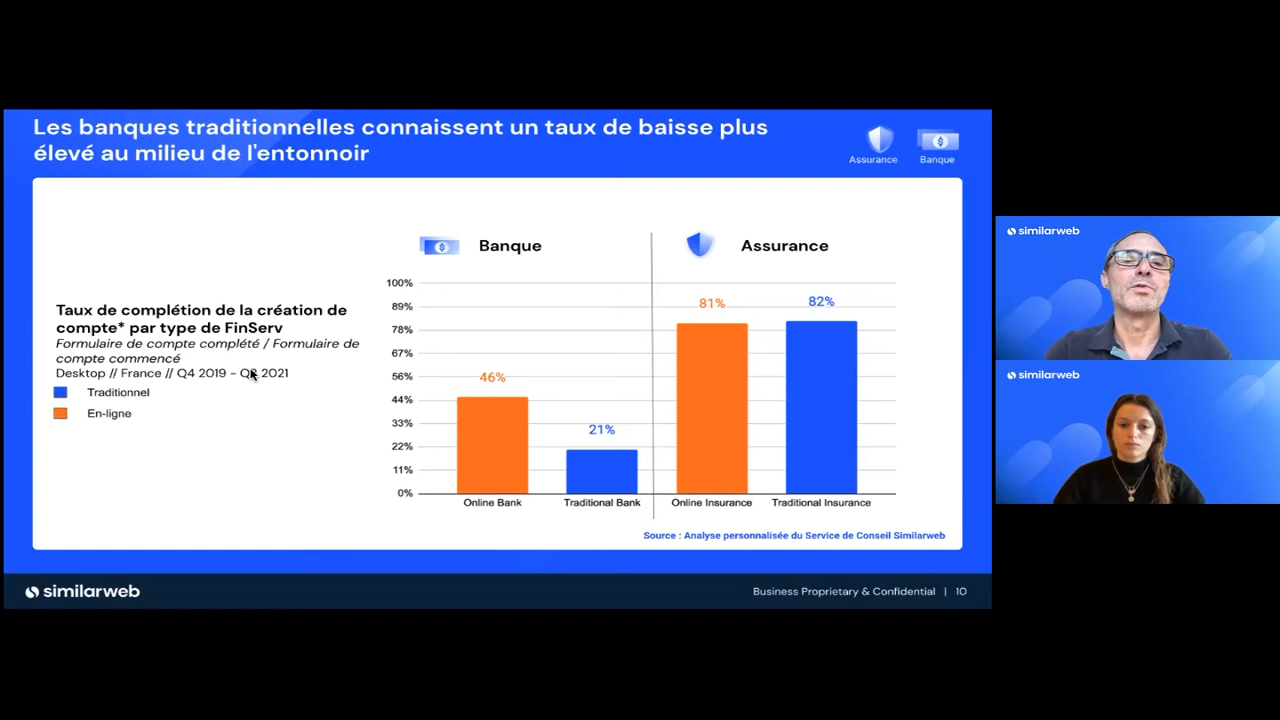 Les banques traditionnelles connaissent un taux de baisse plus
élevé au milieu de l'entonnoir
Assurance
Banque
Banque
Assurance
Taux de complétion de la création de
compte* par type de FinServ
Formulaire de compte complété / Formulaire de
compte commencé
Desktop // France // Q4 2019 - 2021
Traditionnel
En-ligne
100%
89%
78%
67%
56%
44%
33%
22%
11%
0%
46%
21%
81%
82%
Online Bank
Traditional Bank
Online Insurance
Traditional Insurance
Source : Analyse personnalisée du Service de Conseil Similarweb
similarweb
Business Proprietary & Confidential | 10
similarweb
similarweb